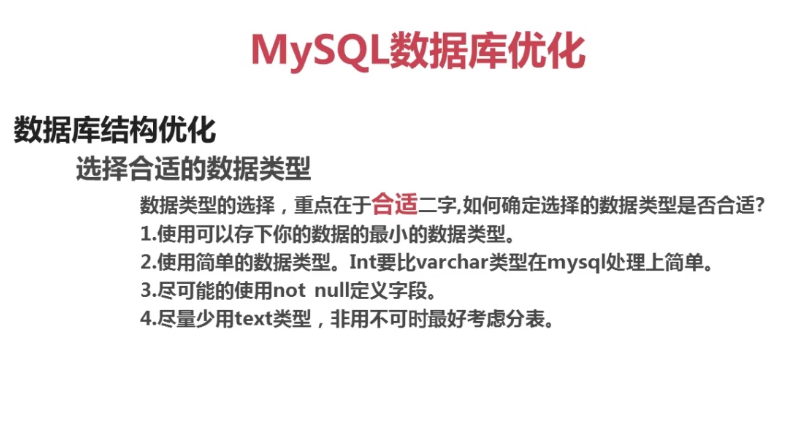 MySQL数据库优化
数据库结构优化
选择合适的数据类型
数据类型的选择，重点在于合适二字,如何确定选择的数据类型是否合适?
1.使用可以存下你的数据的最小的数据类型。
2.使用简单的数据类型。Int要比varchar类型在mysql处理上简单。
3.尽可能的使用not null定义字段。
4.尽量少用text类型，非用不可时最好考虑分表。